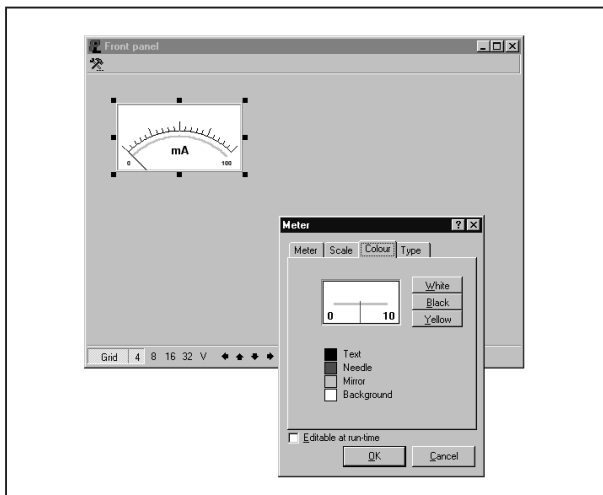 Front panel
mA
0 100
Meter
Meter Scale Colour Type
White
0 10
Black
Yellow
Text
Needle
Mirror
Background
Grid 4 8 16 32 V
Editable at run-time
OK Cancel